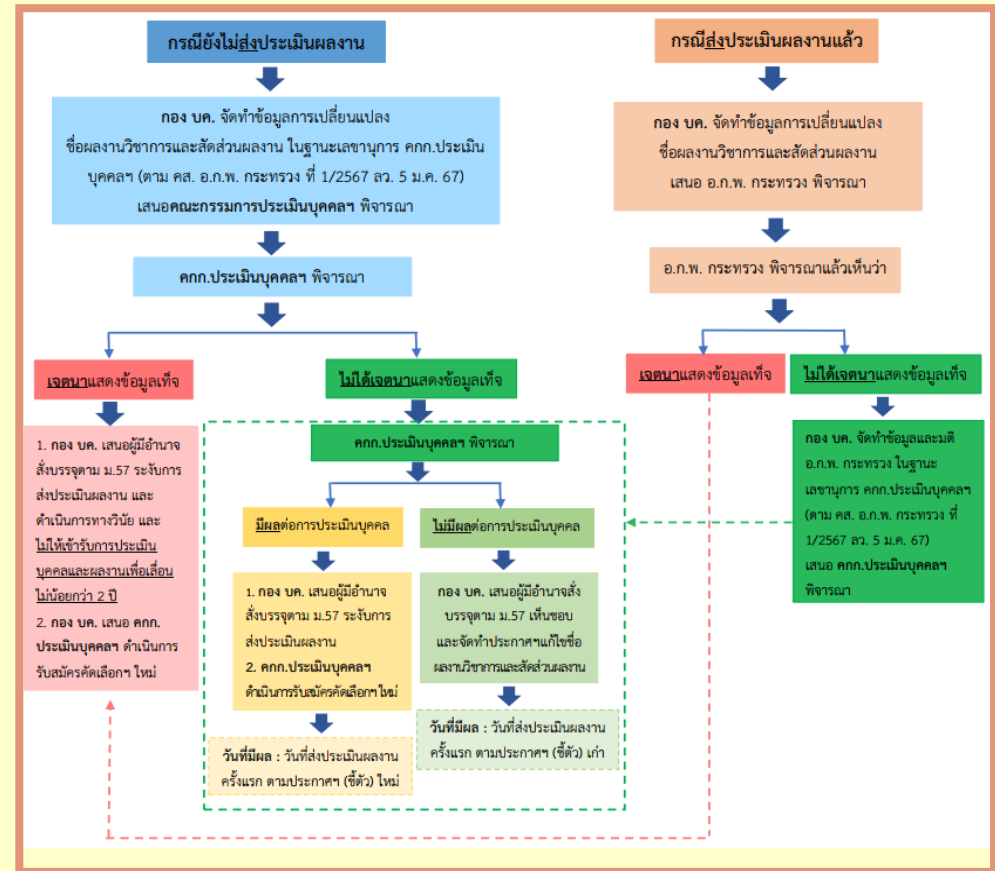 กรณียังไม่ส่งประเมินผลงาน
กอง บค. จัดทำข้อมูลการเปลี่ยนแปลง
ชื่อผลงานวิชาการและสัดส่วนผลงาน ในฐานะเลขานุการ คกก.ประเมิน
บุคคลฯ (ตาม คส. อ.ก.พ. กระทรวง ที่ 1/2567 ลว. 5 ม.ค. 67)
เสนอคณะกรรมการประเมินบุคคลฯ พิจารณา
คกก.ประเมินบุคคลฯ พิจารณา
เจตนาแสดงข้อมูลเท็จ
1. กอง บค. เสนอผู้มีอำนาจ
สั่งบรรจุตาม ม.57 ระงับการ
ส่งประเมินผลงาน และ
ดำเนินการทางวินัย และ
ไม่ให้เข้ารับการประเมิน
บุคคลและผลงานเพื่อเลื่อน
ไม่น้อยกว่า 2 ปี
2. กอง บค. เสนอ คกก.
ประเมินบุคคลฯ ดำเนินการ
รับสมัครคัดเลือกฯ ใหม่
ไม่ได้เจตนาแสดงข้อมูลเท็จ
คกก.ประเมินบุคคลฯ พิจารณา
มีผลต่อการประเมินบุคคล
1. กอง บค. เสนอผู้มีอำนาจ
สั่งบรรจุตาม ม.57 ระงับการ
ส่งประเมินผลงาน
2. คกก.ประเมินบุคคลฯ
ดำเนินการรับสมัครคัดเลือกฯ ใหม่
วันที่มีผล : วันที่ส่งประเมินผลงาน
ครั้งแรก ตามประกาศฯ (ชี้ตัว) ใหม่
ไม่มีผลต่อการประเมินบุคคล
กอง บค. เสนอผู้มีอำนาจสั่ง
บรรจุตาม ม.57 เห็นชอบ
และจัดทำประกาศฯแก้ไขชื่อ
ผลงานวิชาการและสัดส่วนผลงาน
วันที่มีผล : วันที่ส่งประเมินผลงาน
ครั้งแรก ตามประกาศฯ (ชี้ตัว) เก่า
กรณีส่งประเมินผลงานแล้ว
กอง บค. จัดทำข้อมูลการเปลี่ยนแปลง
ชื่อผลงานวิชาการและสัดส่วนผลงาน
เสนอ อ.ก.พ. กระทรวง พิจารณา
อ.ก.พ. กระทรวง พิจารณาแล้วเห็นว่า
เจตนาแสดงข้อมูลเท็จ
ไม่ได้เจตนาแสดงข้อมูลเท็จ
กอง บค. จัดทำข้อมูลและมติ
อ.ก.พ. กระทรวง ในฐานะ
เลขานุการ คกก.ประเมินบุคคลฯ
(ตาม คส. อ.ก.พ. กระทรวง ที่
1/2567 ลว. 5 ม.ค. 67)
เสนอ คกก.ประเมินบุคคลฯ
พิจารณา